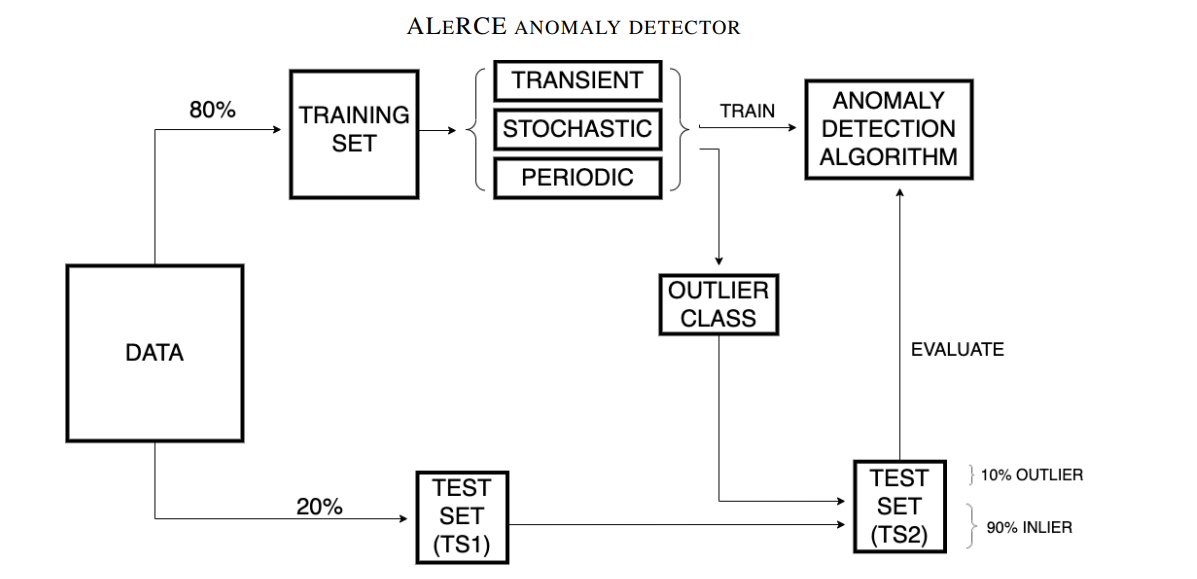 ALERCE ANOMALY DETECTOR
80%
TRAINING
SET
TRANSIENT
STOCHASTIC
PERIODIC
TRAIN
ANOMALY
DETECTION
ALGORITHM
OUTLIER
CLASS
DATA
EVALUATE
20%
TEST
SET
(TS1)
TEST
SET
(TS2)
10% OUTLIER
90% INLIER